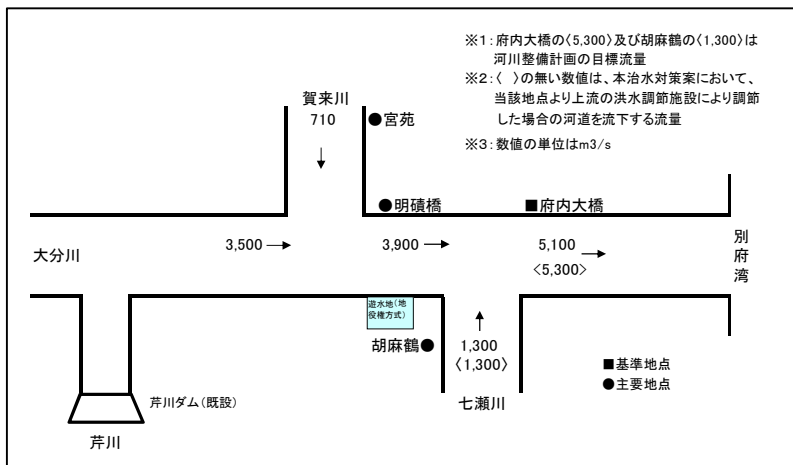 ※1：府内大橋の〈5,300〉及び胡麻鶴の〈1,300〉は
河川整備計画の目標流量
※2：〈　〉の無い数値は、本治水対策案において、
当該地点より上流の洪水調節施設により調節
した場合の河道を流下する流量
※3：数値の単位はm3/s
賀来川
710
●宮苑
↓
●明磧橋
■府内大橋
大分川
3,500→
3,900→
5,100
→
〈5,300〉
別府湾
遊水地（地
役権方式）
胡麻鶴●
↑
1,300
〈1,300〉
七瀬川
■基準地点
●主要地点
芹川ダム（既設）
芹川